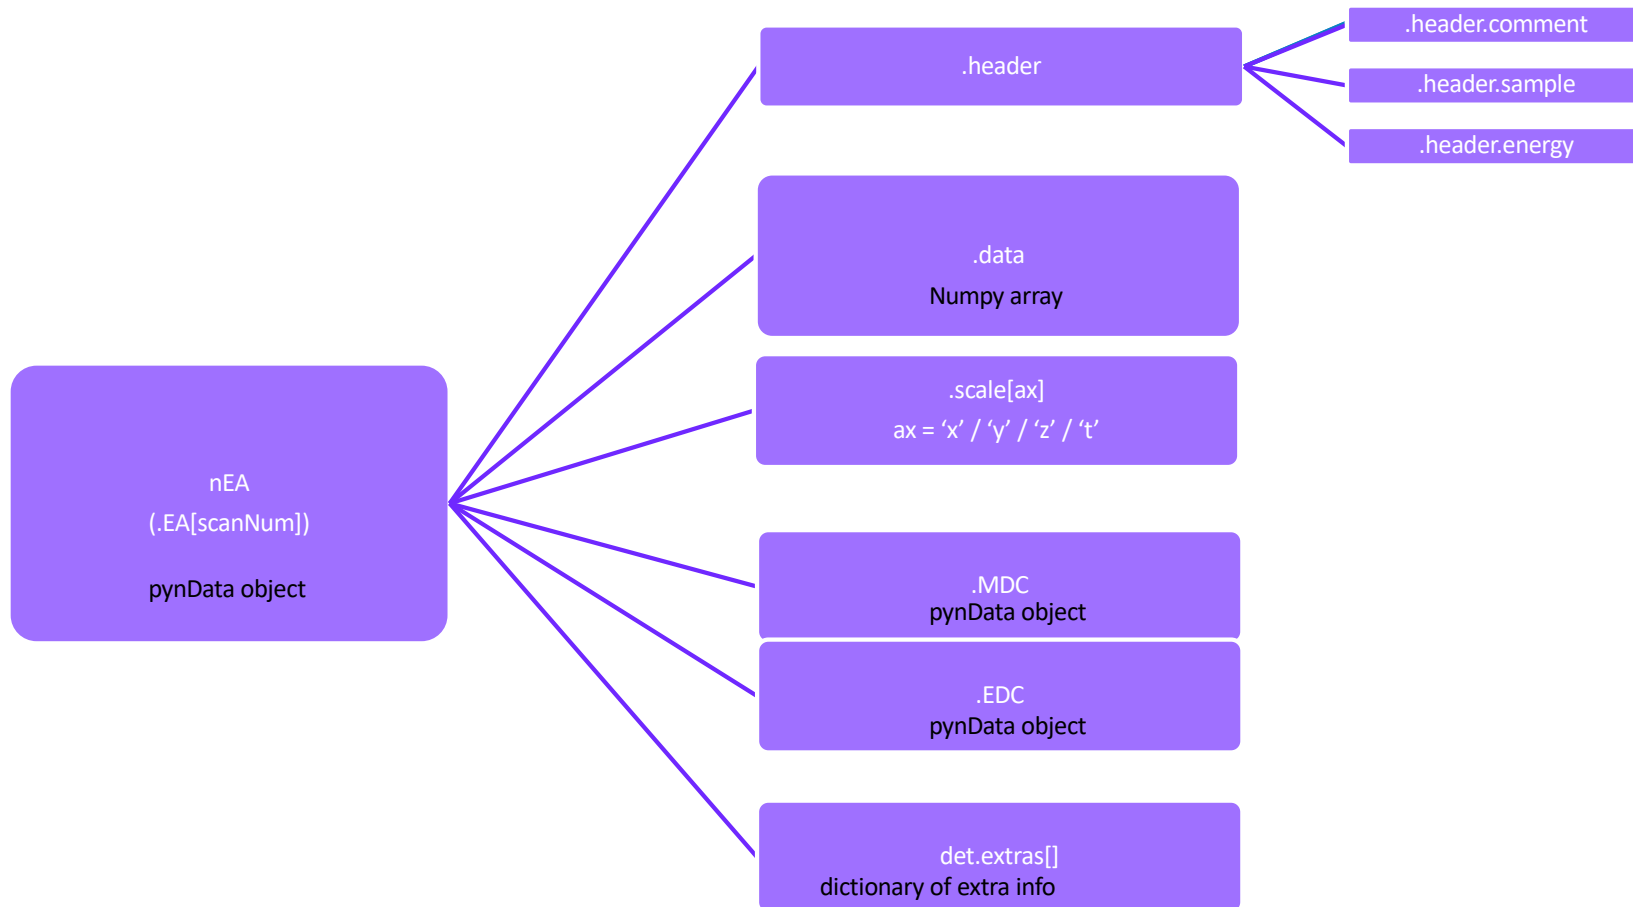 nEA
(.EA[scanNum])
pynData object
.header
.header.comment
.header.sample
.header.energy
.data
Numpy array
.scale[ax]
ax = ‘x’ / ‘y’ / ‘z’ / ‘t’
.MDC
pynData object
.EDC
pynData object
det.extras[]
dictionary of extra info